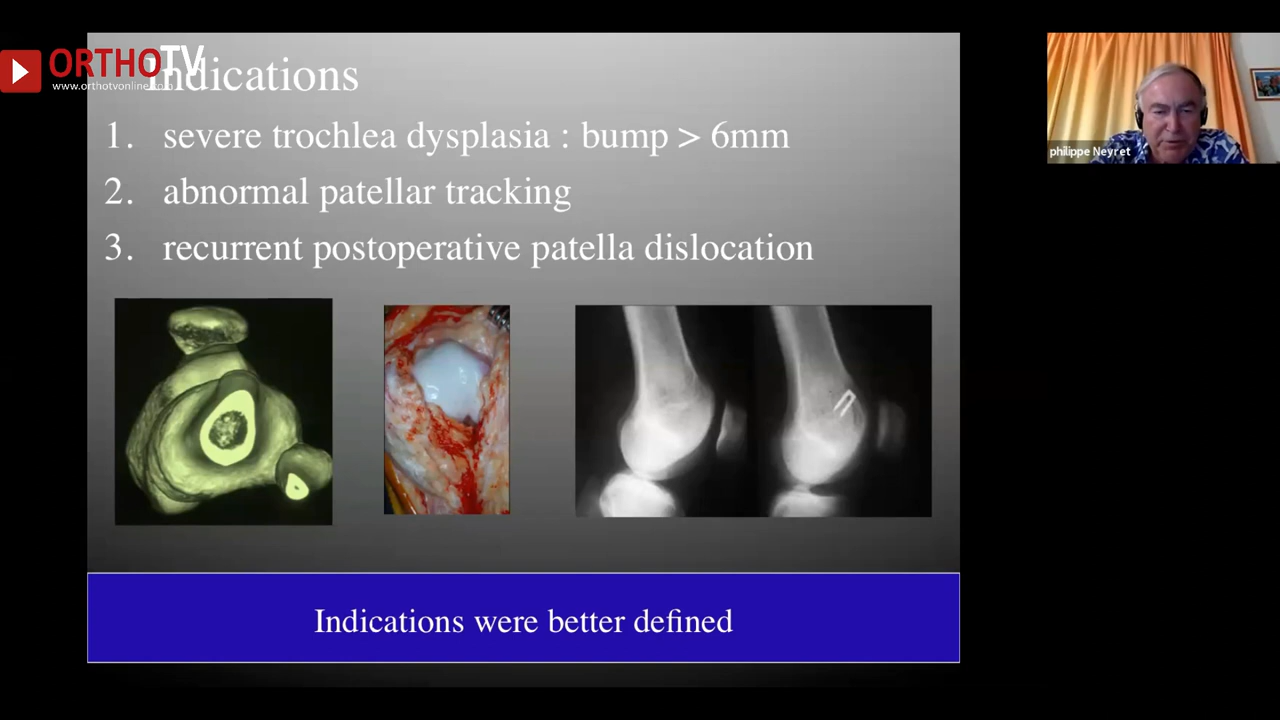 ORTHOTV
www.orthotvonline.com
Indications
1. severe trochlea dysplasia : bump > 6mm
2. abnormal patellar tracking
3. recurrent postoperative patella dislocation
philippe Neyret
Indications were better defined